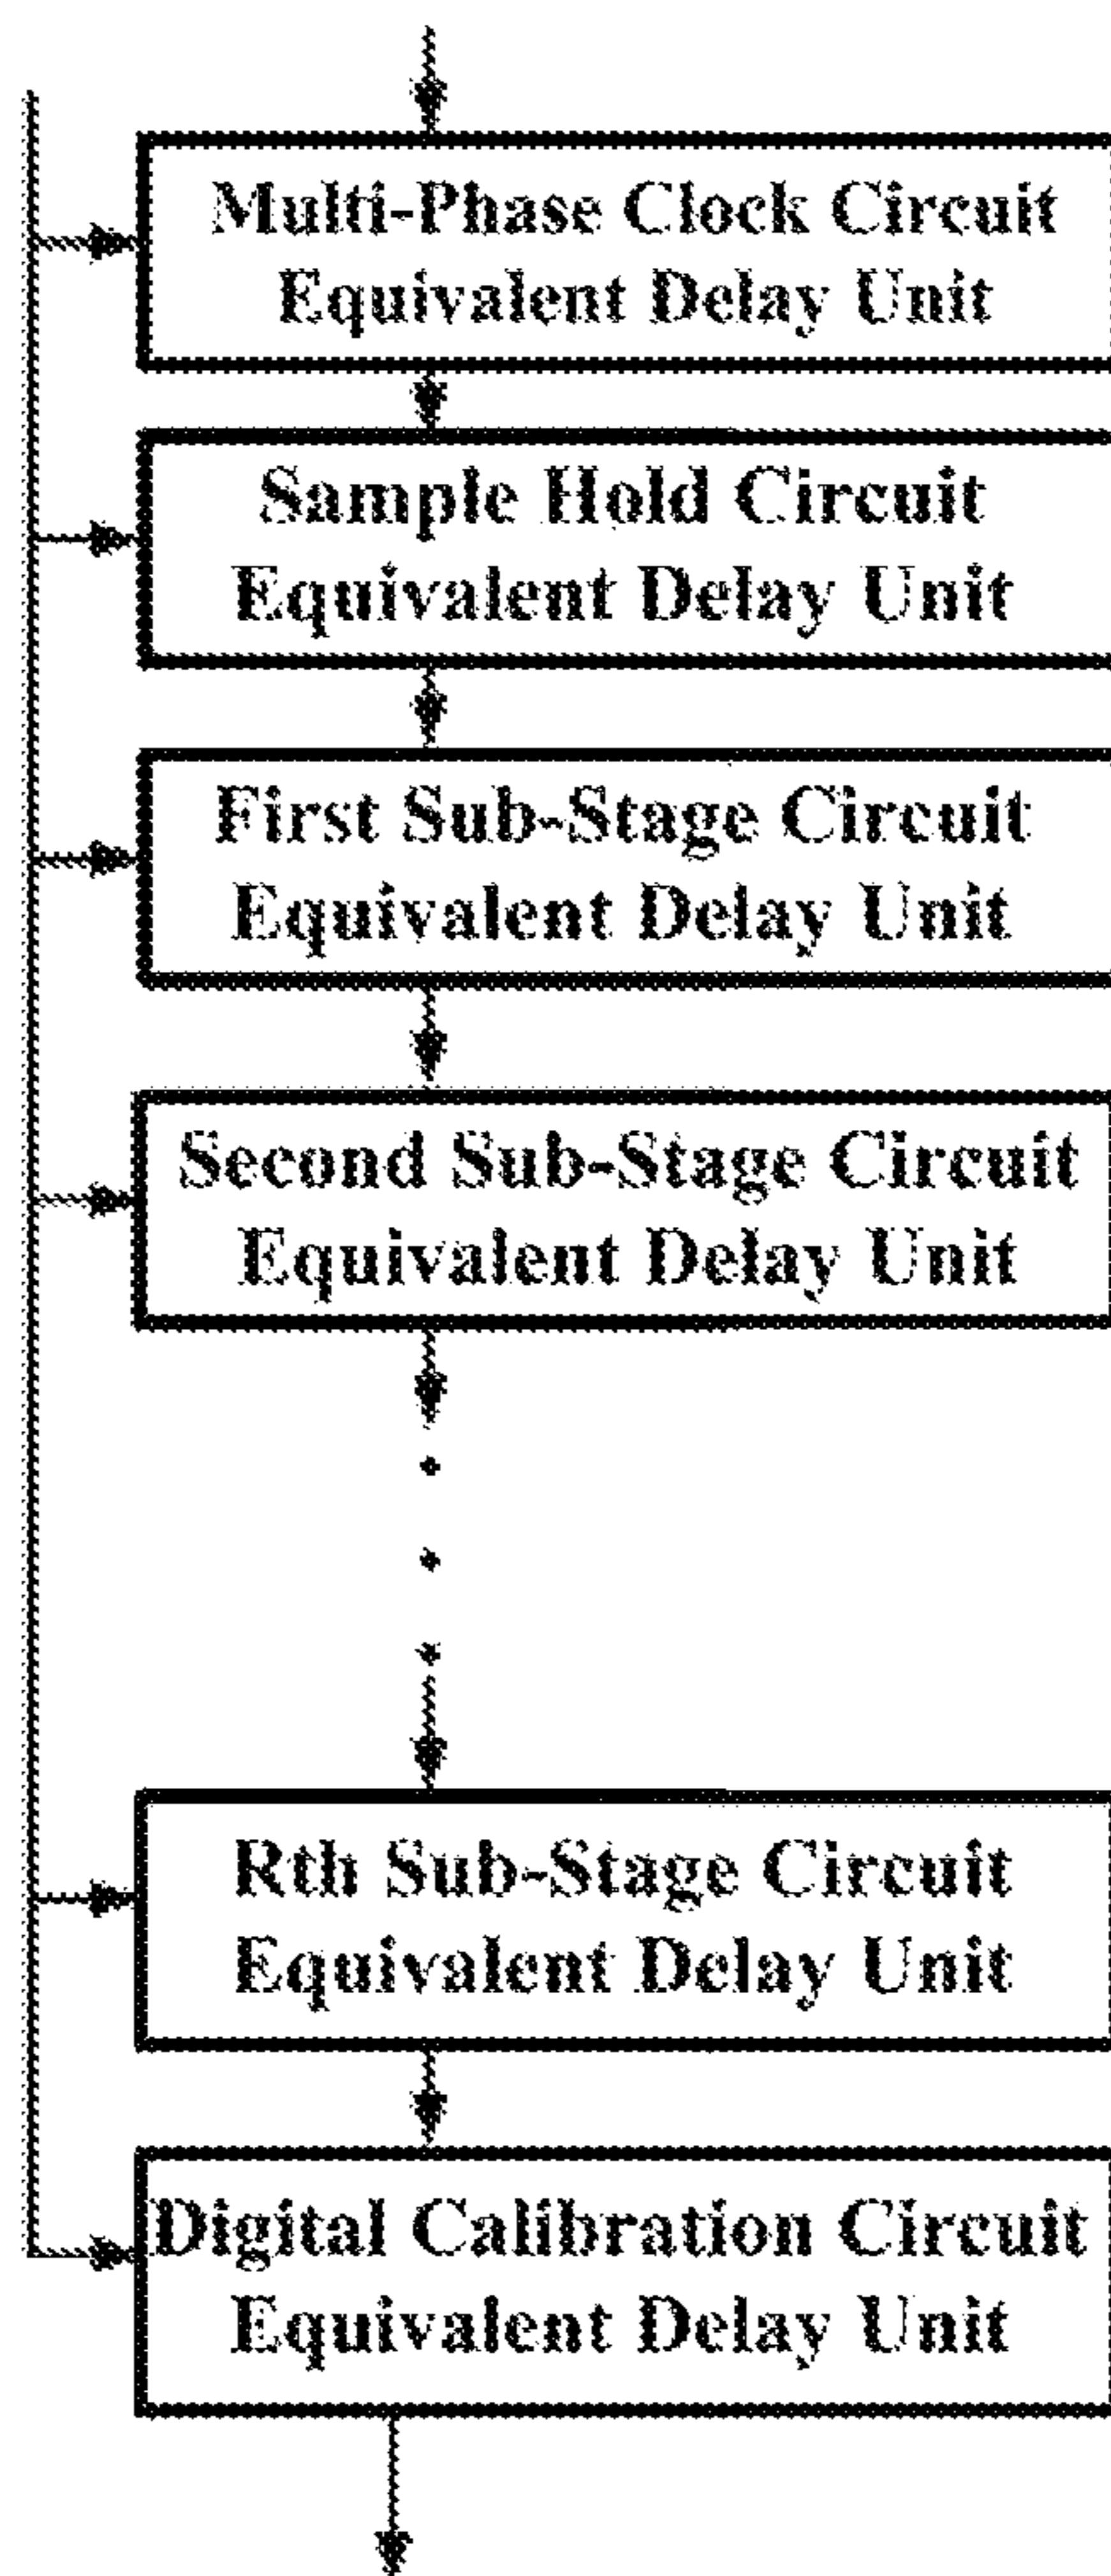 Multi-Phase Clock Circuit
Equivalent Delay Unit
Sample Hold Circuit
Equivalent Delay Unit
First Sub-Stage Circuit
Equivalent Delay Unit
Second Sub-Stage Circuit
Equivalent Delay Unit
Rth Sub-Stage Circuit
Equivalent Delay Unit
Digital Calibration Circuit
Equivalent Delay Unit